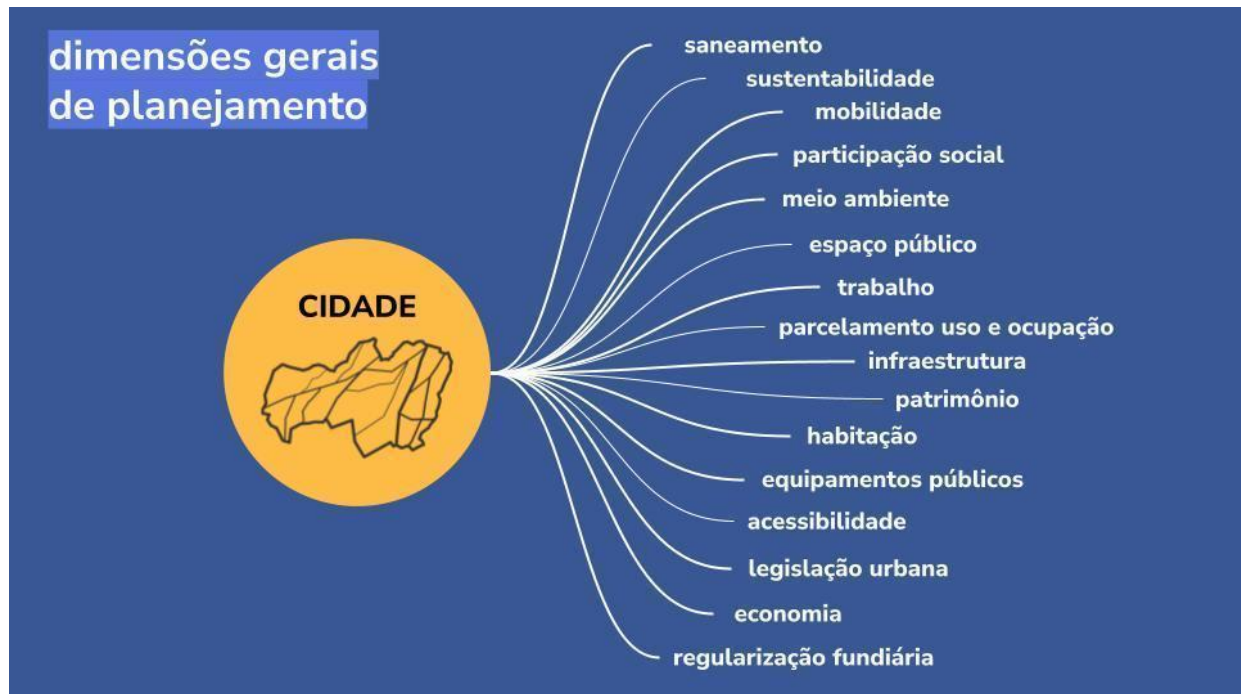 dimensões gerais
de planejamento
saneamento
sustentabilidade
mobilidade
participação social
meio ambiente
espaço público
CIDADE
trabalho
parcelamento uso e ocupação
infraestrutura
patrimônio
habitação
equipamentos públicos
acessibilidade
legislação urbana
economia
regularização fundiária